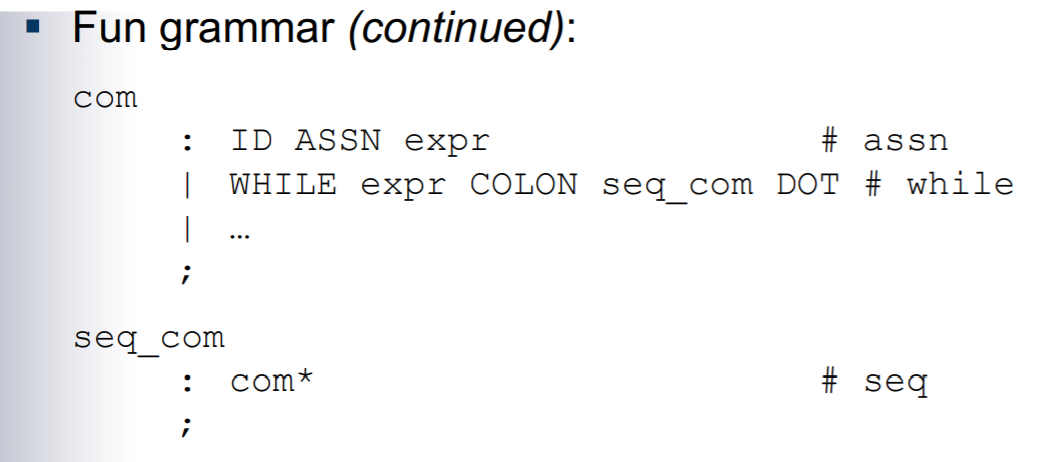 ▪ Fun grammar (continued):
com
: ID ASSN expr # assn
| WHILE expr COLON seq_com DOT # while
| …
;
seq_com
: com* # seq
;